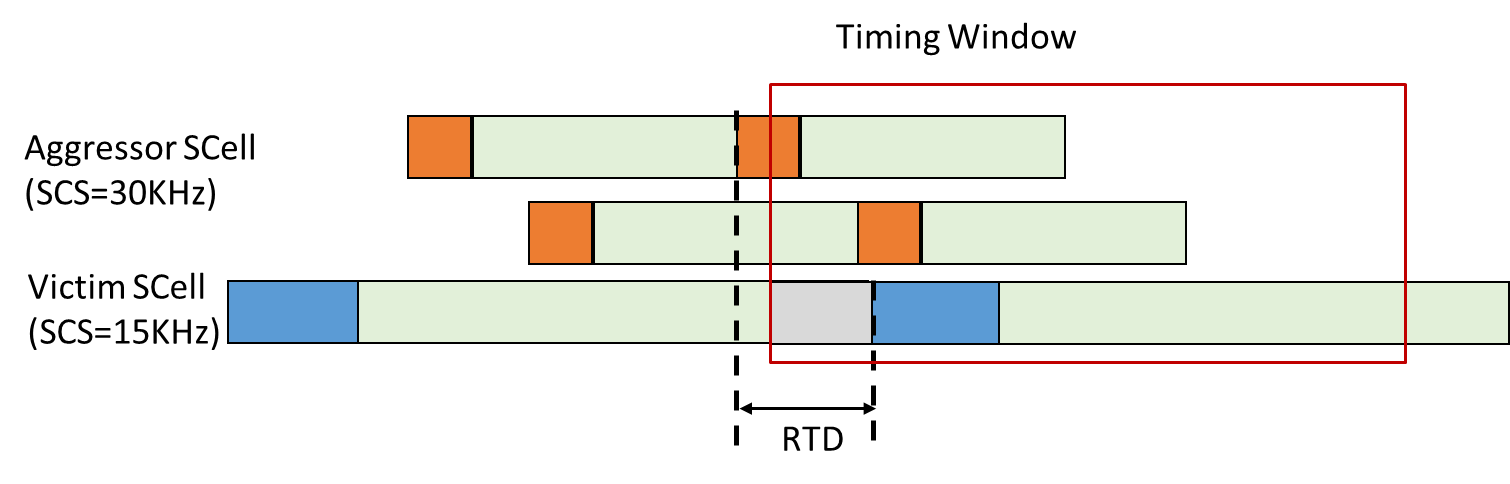 Timing Window
Aggressor SCell
(SCS=30KHz)
Victim SCell
(SCS=15KHz)
RTD